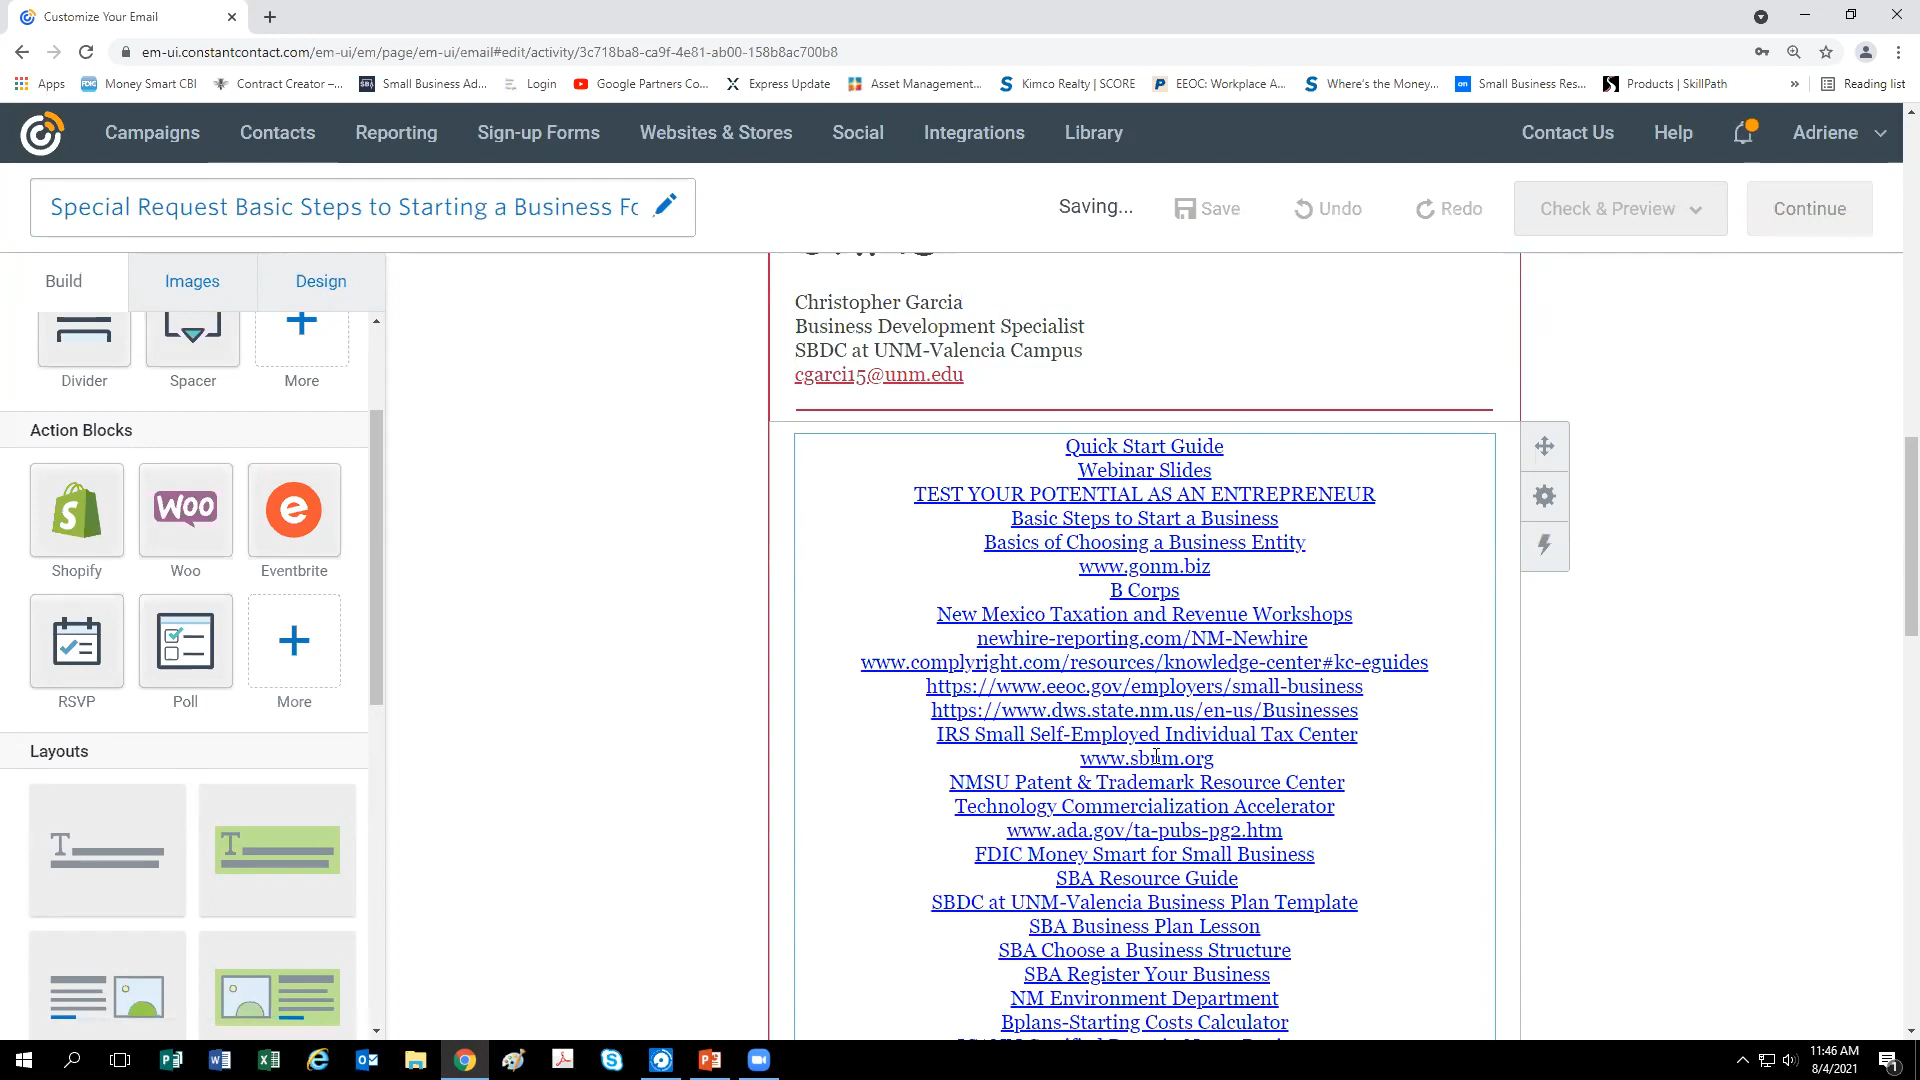 Customize Your Email
em-ui.constantcontact.com/em-ui/em/page/em-ui/email#edit/activity/3c718ba8-ca9f-4e81-ab00-158b8ac700b8
Apps
Money Smart CBI
Contract Creator –...
Small Business Ad...
Login
Google Partners Co...
Express Update
Asset Management...
Kimco Realty | SCORE
EEOC: Workplace A...
Where's the Money...
Small Business Res...
Products | SkillPath
»
Reading list
Campaigns
Contacts
Reporting
Sign-up Forms
Websites & Stores
Social
Integrations
Library
Contact Us
Help
Adriene
Special Request Basic Steps to Starting a Business Fo
Saving...
Save
Undo
Redo
Check & Preview
Continue
Build
Images
Design
Divider
Spacer
More
Action Blocks
Shopify
WOO
Woo
Eventbrite
RSVP
Poll
More
Layouts
Christopher Garcia
Business Development Specialist
SBDC at UNM-Valencia Campus
cgarci15@unm.edu
Quick Start Guide
Webinar Slides
TEST YOUR POTENTIAL AS AN ENTREPRENEUR
Basic Steps to Start a Business
Basics of Choosing a Business Entity
www.gonm.biz
B Corps
New Mexico Taxation and Revenue Workshops
newhire-reporting.com/NM-Newhire
www.complyright.com/resources/knowledge-center#kc-eguides
https://www.eeoc.gov/employers/small-business
https://www.dws.state.nm.us/en-us/Businesses
IRS Small Self-Employed Individual Tax Center
www.sbnm.org
NMSU Patent & Trademark Resource Center
Technology Commercialization Accelerator
www.ada.gov/ta-pubs-pg2.htm
FDIC Money Smart for Small Business
SBA Resource Guide
SBDC at UNM-Valencia Business Plan Template
SBA Business Plan Lesson
SBA Choose a Business Structure
SBA Register Your Business
NM Environment Department
Bplans-Starting Costs Calculator
11:46 AM
8/4/2021